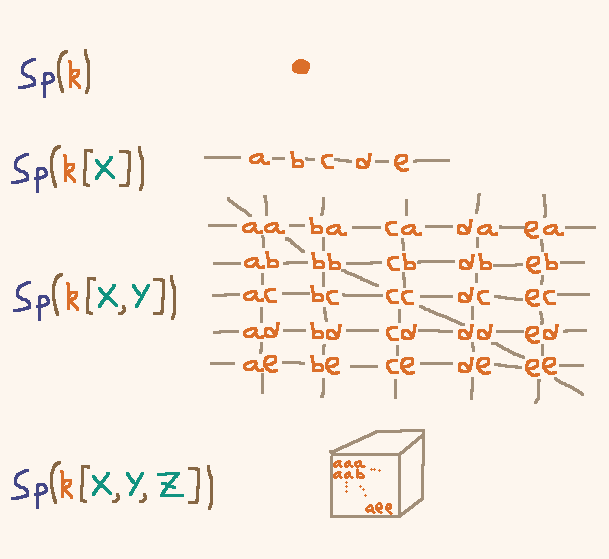 Sp(k)
Sp(k[X])
a b c d e
aa ba ca da ea
ab bb cb db eb
Sp(k[X,Y])
ac bc cc dc ec
ad bd cd dd ed
ae be ce de ee
Sp(k[X,Y,Z])
aaa ...
aab
aee